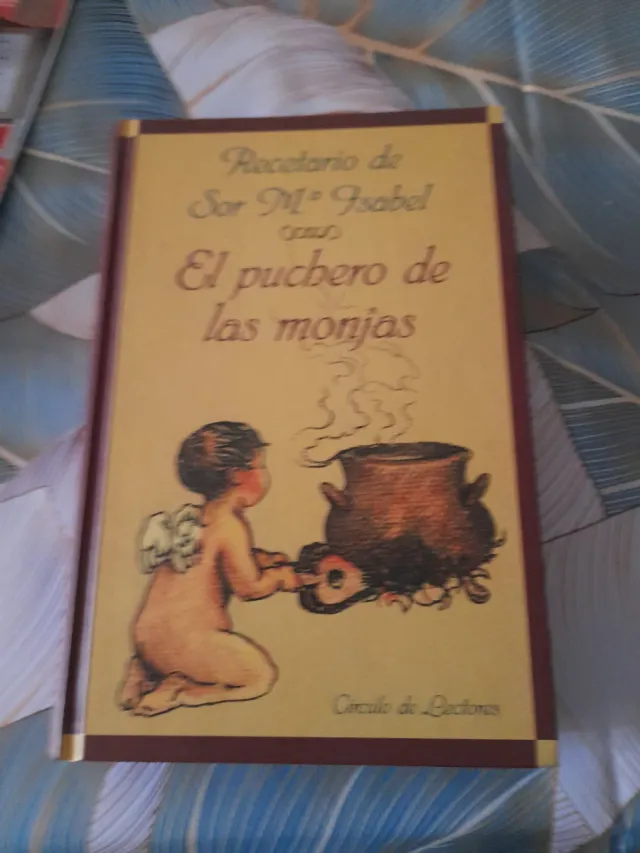 Recetario de
Sor Mª Isabel
El puchero de
las monjas
Círculo de Lectores